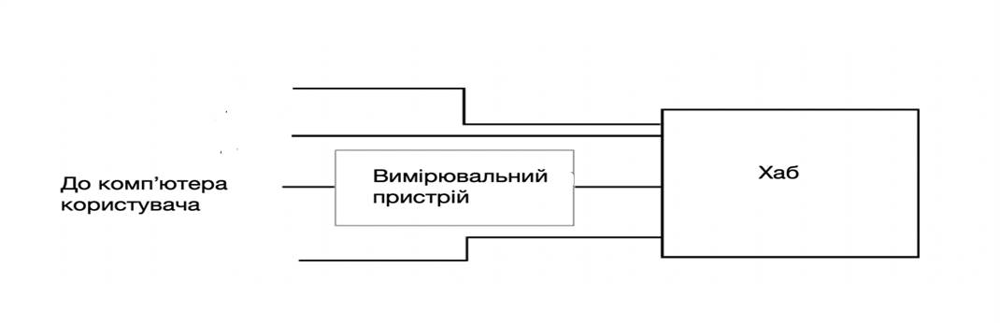 До комп’ютера
користувача
Вимірювальний
пристрій
Хаб